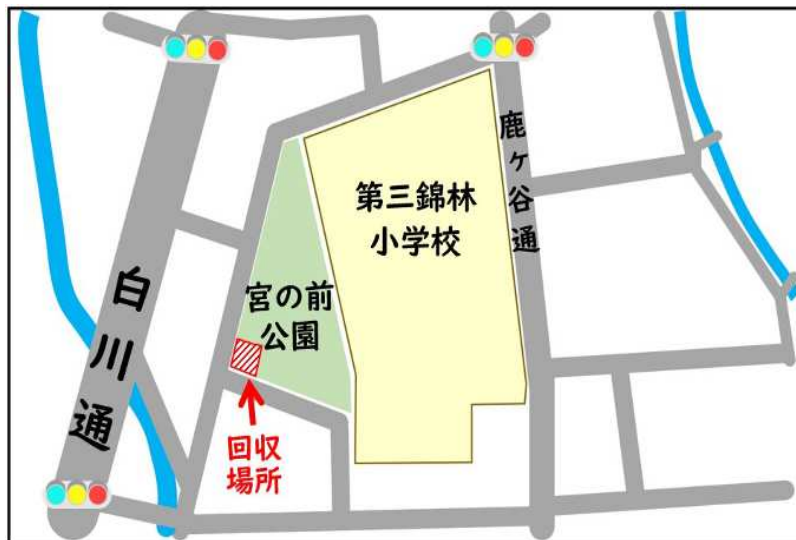 鹿ヶ谷通
第三錦林
小学校
宮の前
公園
白川通
回収
場所